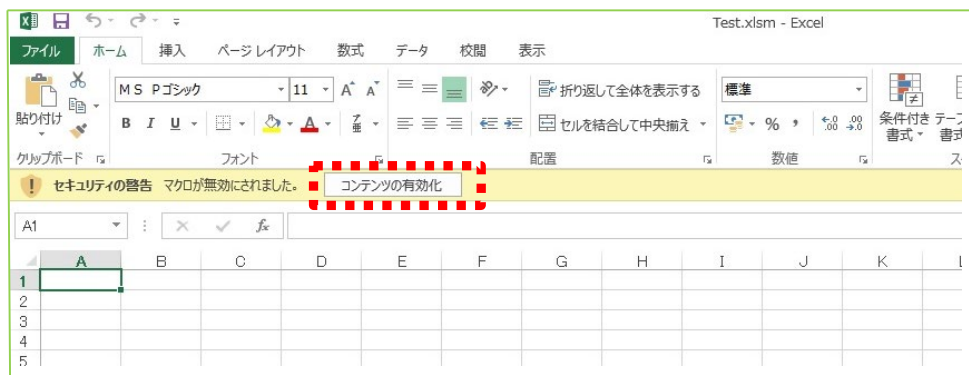 Test.xlsm - Excel
ファイル ホーム 挿入 ページ レイアウト 数式 データ 校閲 表示
ＭＳ Ｐゴシック 11 A A 折り返して全体を表示する 標準
貼り付け B I U A セルを結合して中央揃え % , 条件付き
書式
クリップボード フォント 配置 数値
セキュリティの警告 マクロが無効にされました。 コンテンツの有効化
A1 fx
A B C D E F G H I J K
1
2
3
4
5